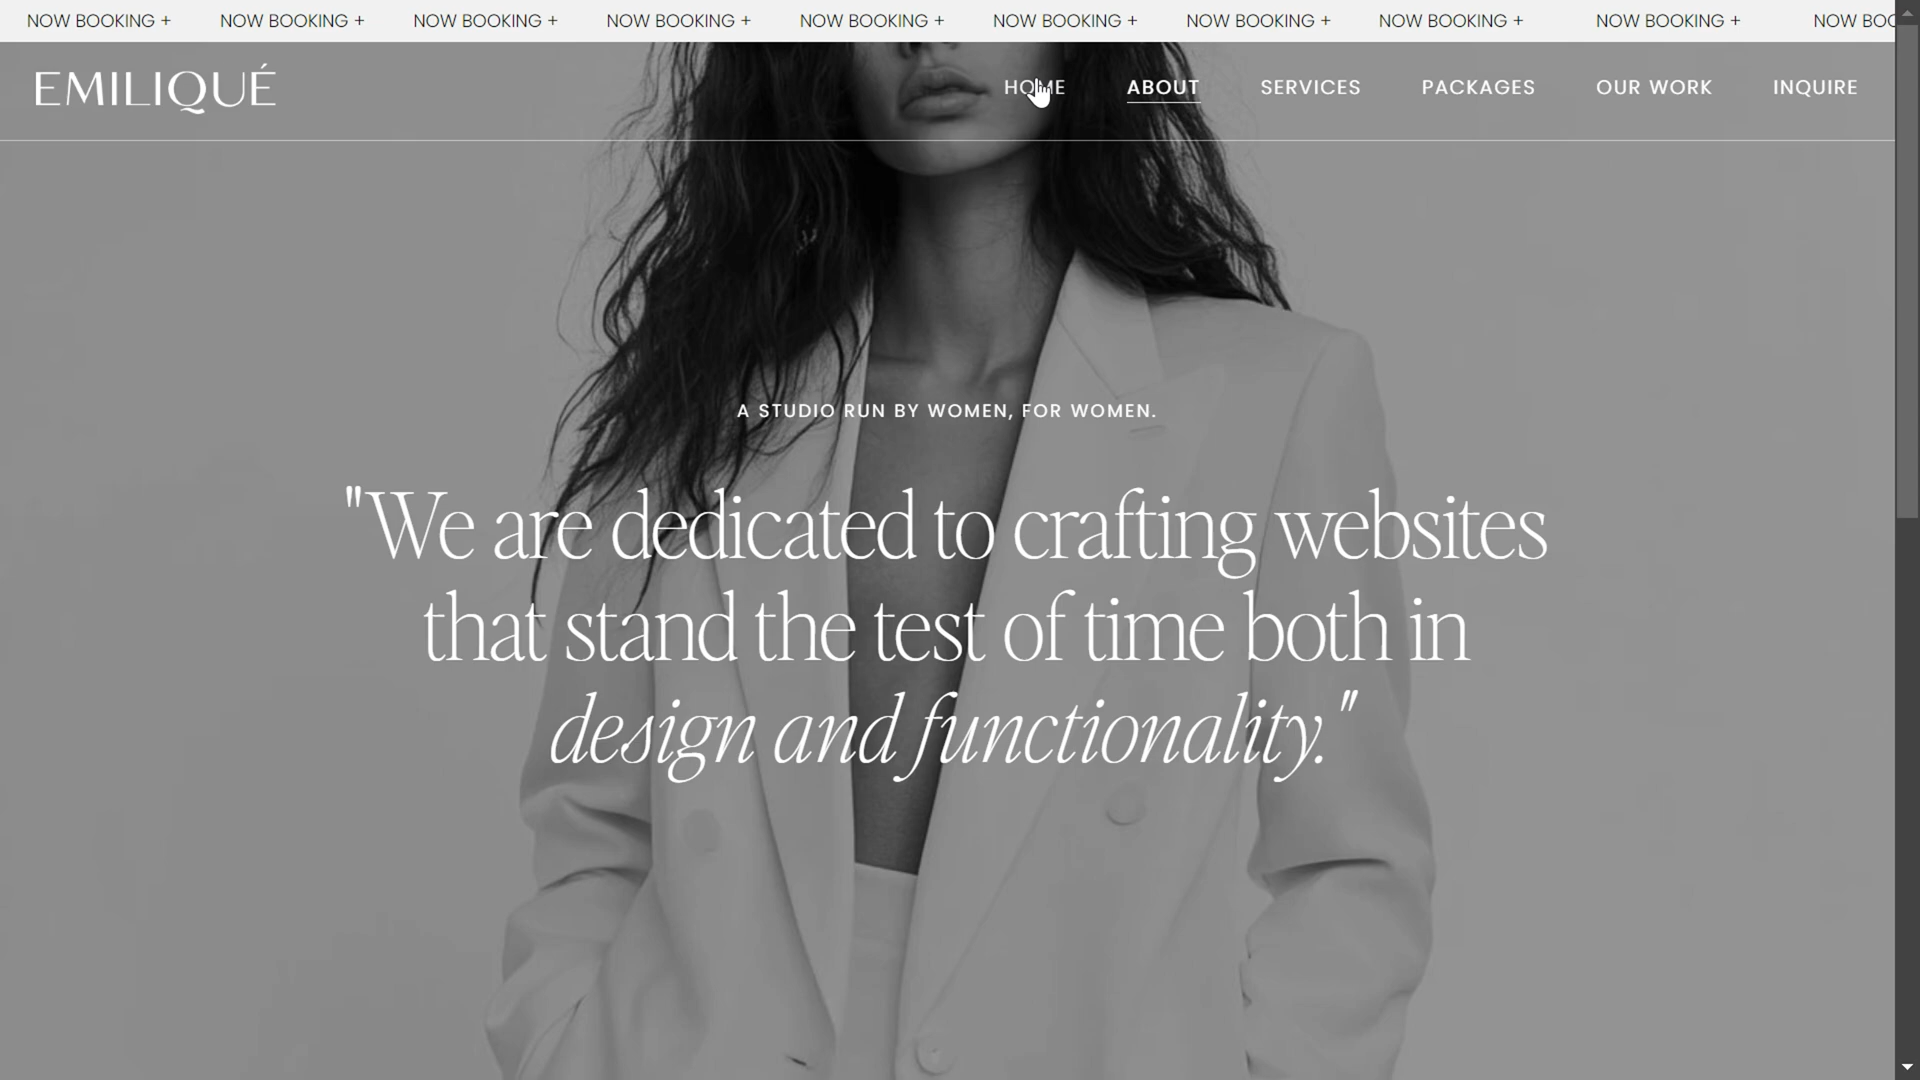 NOW BOOKING + NOW BOOKING + NOW BOOKING + NOW BOOKING + NOW BOOKING + NOW BOOKING + NOW BOOKING + NOW BOOKING + NOW BOOKING + NOW BOO
EMILIQUÉ HOME ABOUT SERVICES PACKAGES OUR WORK INQUIRE
A STUDIO RUN BY WOMEN, FOR WOMEN.
"We are dedicated to crafting websites
that stand the test of time both in
design and functionality."